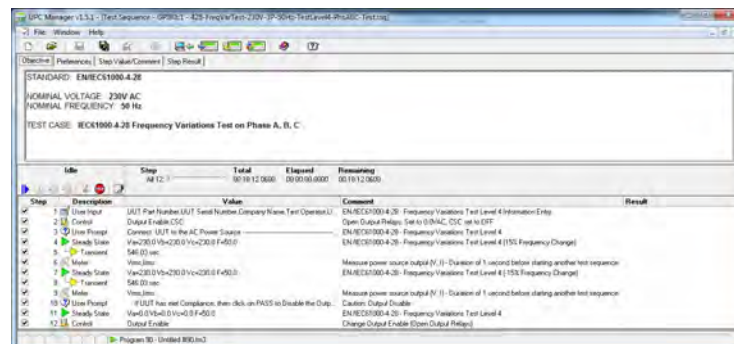 UPC Manager v1.5.1 - [Test Sequence - GPIB0:1 - 428-FreqVarTest-230V-3P-50Hz-TestLevel4-PhsABC-Test.tsq]
File Window Help
Objective Preferences Step Value/Comment Step Result
STANDARD: EN/IEC61000-4-28
NOMINAL VOLTAGE: 230V AC
NOMINAL FREQUENCY: 50 Hz
TEST CASE: IEC61000-4-28 Frequency Variations Test on Phase A, B, C
Idle Step Total Elapsed Remaining
All 12: 00:18:12.0600 00:00:00.0000 00:18:12.0600
Step Description Value Comment Result
1 User Input UUT Part Number,UUT Serial Number,Company Name,Test Operator,U... EN/IEC61000-4-28 - Frequency Variations Test Level 4 Information Entry.
2 Control Output Enable,CSC Open Output Relays: Set to 0.0VAC, CSC set to OFF
3 User Prompt Connect UUT to the AC Power Source EN/IEC61000-4-28 - Frequency Variations Test Level 4
4 Steady State Va=230.0 Vb=230.0 Vc=230.0 F=50.0 EN/IEC61000-4-28 - Frequency Variations Test Level 4 [15% Frequency Change]
5 Transient 546.03 sec
6 Meter Vrms,Irms Measure power source output (V, I) - Duration of 1 second before starting another test sequence
7 Steady State Va=230.0 Vb=230.0 Vc=230.0 F=50.0 EN/IEC61000-4-28 - Frequency Variations Test Level 4 [-15% Frequency Change]
8 Transient 546.03 sec
9 Meter Vrms,Irms Measure power source output (V, I) - Duration of 1 second before starting another test sequence
10 User Prompt If UUT has met Compliance, then click on PASS to Disable the Outp... Caution: Output Disable
11 Steady State Va=0.0 Vb=0.0 Vc=0.0 F=50.0 EN/IEC61000-4-28 - Frequency Variations Test Level 4
12 Control Output Enable Change Output Enable (Open Output Relays)
Program 90 - Untitled #90.tm3